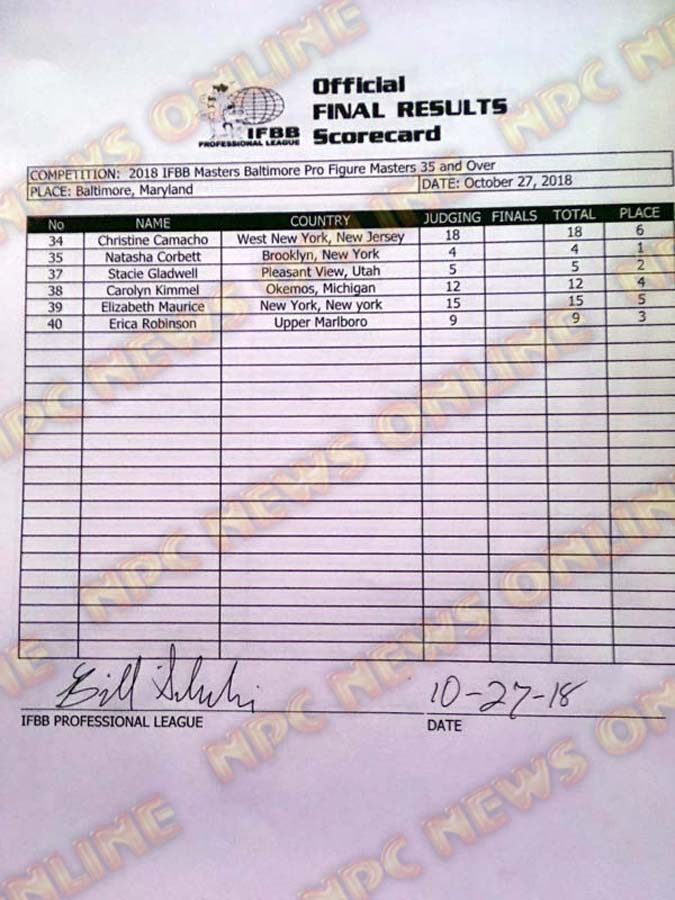 Official
FINAL RESULTS
Scorecard
IFBB
PROFESSIONAL LEAGUE
COMPETITION: 2018 IFBB Masters Baltimore Pro Figure Masters 35 and Over
PLACE: Baltimore, Maryland DATE: October 27, 2018
No NAME COUNTRY JUDGING FINALS TOTAL PLACE
34 Christine Camacho West New York, New Jersey 18 18 6
35 Natasha Corbett Brooklyn, New York 4 4 1
37 Stacie Gladwell Pleasant View, Utah 5 5 2
38 Carolyn Kimmel Okemos, Michigan 12 12 4
39 Elizabeth Maurice New York, New york 15 15 5
40 Erica Robinson Upper Marlboro 9 9 3
Bill
10-27-18
IFBB PROFESSIONAL LEAGUE DATE
NPC NEWS ONLINE